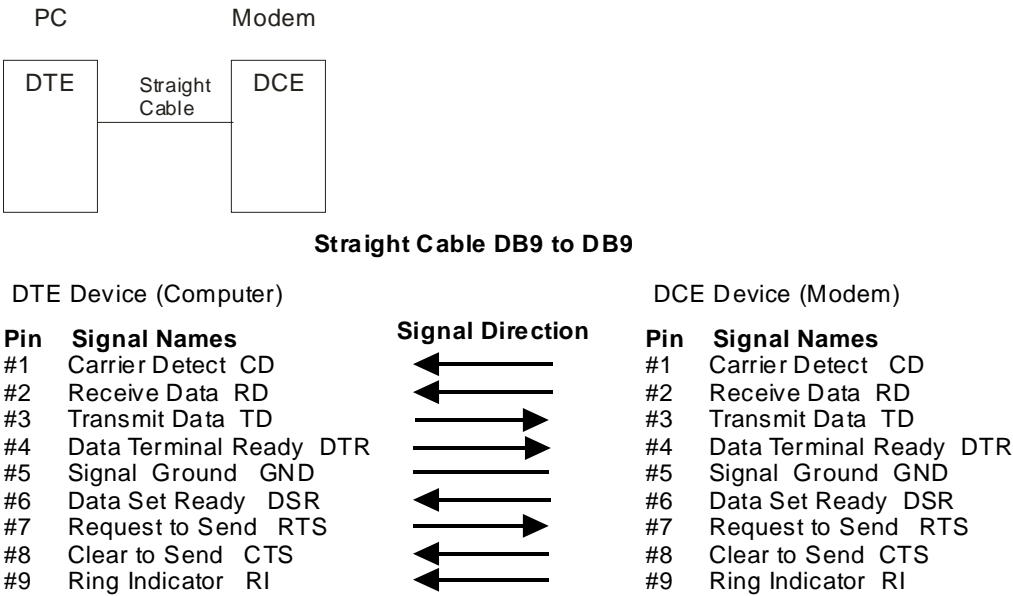 PC Modem
DTE DCE
Straight
Cable
Straight Cable DB9 to DB9
DTE Device (Computer) DCE Device (Modem)
Pin Signal Names Signal Direction Pin Signal Names
#1 Carrier Detect CD #1 Carrier Detect CD
#2 Receive Data RD #2 Receive Data RD
#3 Transmit Data TD #3 Transmit Data TD
#4 Data Terminal Ready DTR #4 Data Terminal Ready DTR
#5 Signal Ground GND #5 Signal Ground GND
#6 Data Set Ready DSR #6 Data Set Ready DSR
#7 Request to Send RTS #7 Request to Send RTS
#8 Clear to Send CTS #8 Clear to Send CTS
#9 Ring Indicator RI #9 Ring Indicator RI